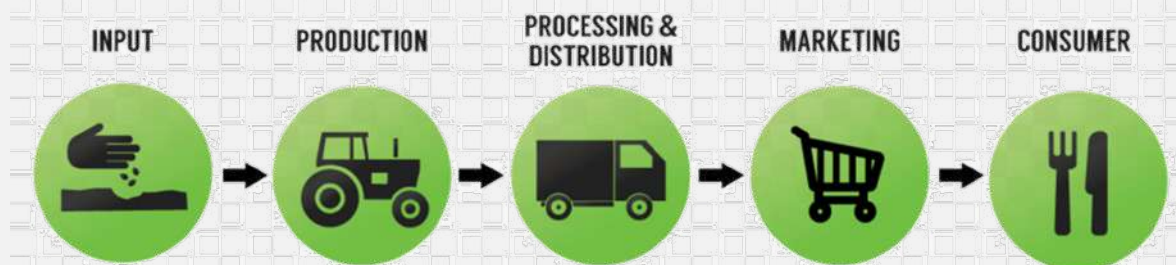 INPUT
PRODUCTION
PROCESSING &
DISTRIBUTION
MARKETING
CONSUMER